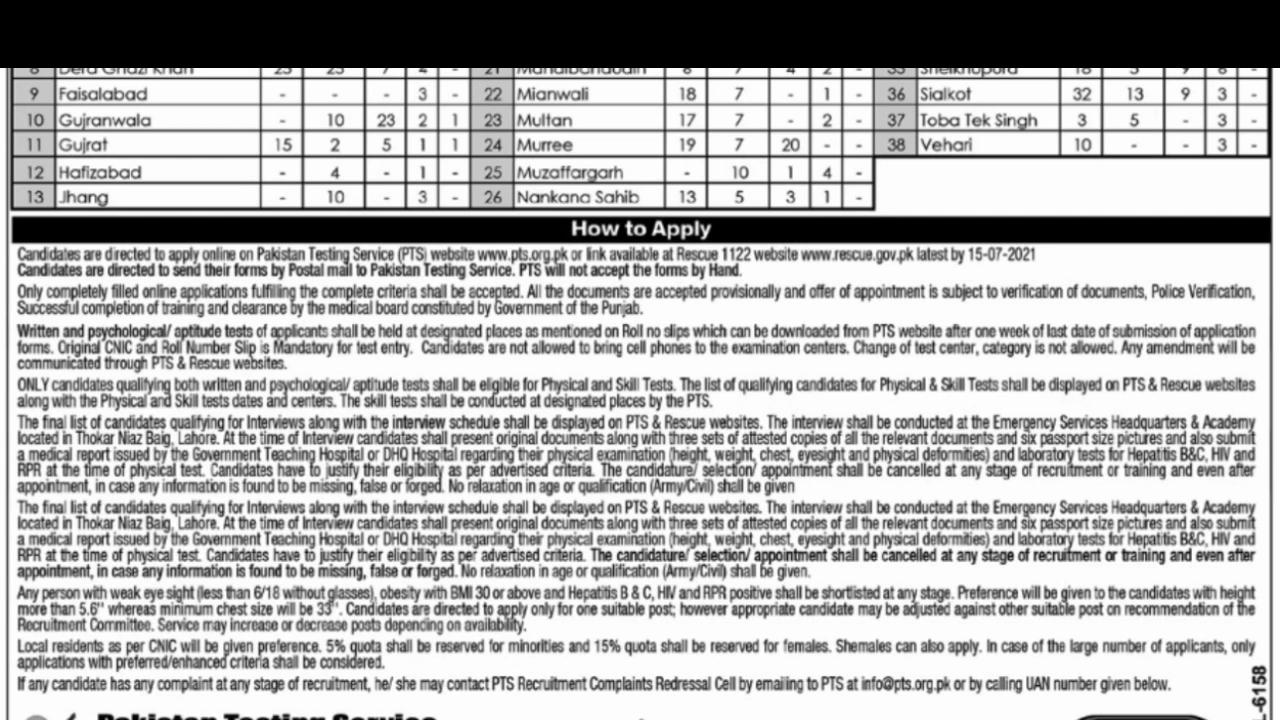 8 Dera Ghazi Khan 25 25 7 4 - 21 Mandibahaudin 6 7 4 2 - 35 Sheikhupura 18 5 9 6 -
9 Faisalabad - - - 3 - 22 Mianwali 18 7 - 1 - 36 Sialkot 32 13 9 3 -
10 Gujranwala - 10 23 2 1 23 Multan 17 7 - 2 - 37 Toba Tek Singh 3 5 - 3 -
11 Gujrat 15 2 5 1 1 24 Murree 19 7 20 - - 38 Vehari 10 - - 3 -
12 Hafizabad - 4 - 1 - 25 Muzaffargarh - 10 1 4 -
13 Jhang - 10 - 3 - 26 Nankana Sahib 13 5 3 1 -
How to Apply
Candidates are directed to apply online on Pakistan Testing Service (PTS) website www.pts.org.pk or link available at Rescue 1122 website www.rescue.gov.pk latest by 15-07-2021
Candidates are directed to send their forms by Postal mail to Pakistan Testing Service. PTS will not accept the forms by Hand.
Only completely filled online applications fulfilling the complete criteria shall be accepted. All the documents are accepted provisionally and offer of appointment is subject to verification of documents, Police Verification,
Successful completion of training and clearance by the medical board constituted by Government of the Punjab.
Written and psychological/ aptitude tests of applicants shall be held at designated places as mentioned on Roll no slips which can be downloaded from PTS website after one week of last date of submission of application
forms. Original CNIC and Roll Number Slip is Mandatory for test entry. Candidates are not allowed to bring cell phones to the examination centers. Change of test center, category is not allowed. Any amendment will be
communicated through PTS & Rescue websites.
ONLY candidates qualifying both written and psychological/ aptitude tests shall be eligible for Physical and Skill Tests. The list of qualifying candidates for Physical & Skill Tests shall be displayed on PTS & Rescue websites
along with the Physical and Skill tests dates and centers. The skill tests shall be conducted at designated places by the PTS.
The final list of candidates qualifying for Interviews along with the interview schedule shall be displayed on PTS & Rescue websites. The interview shall be conducted at the Emergency Services Headquarters & Academy
located in Thokar Niaz Baig, Lahore. At the time of Interview candidates shall present original documents along with three sets of attested copies of all the relevant documents and six passport size pictures and also submit
a medical report issued by the Government Teaching Hospital or DHQ Hospital regarding their physical examination (height, weight, chest, eyesight and physical deformities) and laboratory tests for Hepatitis B&C, HIV and
RPR at the time of physical test. Candidates have to justify their eligibility as per advertised criteria. The candidature/ selection/ appointment shall be cancelled at any stage of recruitment or training and even after
appointment, in case any information is found to be missing, false or forged. No relaxation in age or qualification (Army/Civil) shall be given
The final list of candidates qualifying for Interviews along with the interview schedule shall be displayed on PTS & Rescue websites. The interview shall be conducted at the Emergency Services Headquarters & Academy
located in Thokar Niaz Baig, Lahore. At the time of Interview candidates shall present original documents along with three sets of attested copies of all the relevant documents and six passport size pictures and also submit
a medical report issued by the Government Teaching Hospital or DHQ Hospital regarding their physical examination (height, weight, chest, eyesight and physical deformities) and laboratory tests for Hepatitis B&C, HIV and
RPR at the time of physical test. Candidates have to justify their eligibility as per advertised criteria. The candidature/ selection/ appointment shall be cancelled at any stage of recruitment or training and even after
appointment, in case any information is found to be missing, false or forged. No relaxation in age or qualification (Army/Civil) shall be given.
Any person with weak eye sight (less than 6/18 without glasses), obesity with BMI 30 or above and Hepatitis B & C, HIV and RPR positive shall be shortlisted at any stage. Preference will be given to the candidates with height
more than 5.6" whereas minimum chest size will be 33". Candidates are directed to apply only for one suitable post; however appropriate candidate may be adjusted against other suitable post on recommendation of the
Recruitment Committee. Service may increase or decrease posts depending on availability.
Local residents as per CNIC will be given preference. 5% quota shall be reserved for minorities and 15% quota shall be reserved for females. Shemales can also apply. In case of the large number of applicants, only
applications with preferred/enhanced criteria shall be considered.
If any candidate has any complaint at any stage of recruitment, he/ she may contact PTS Recruitment Complaints Redressal Cell by emailing to PTS at info@pts.org.pk or by calling UAN number given below.
-6158
Pakistan Testing Service